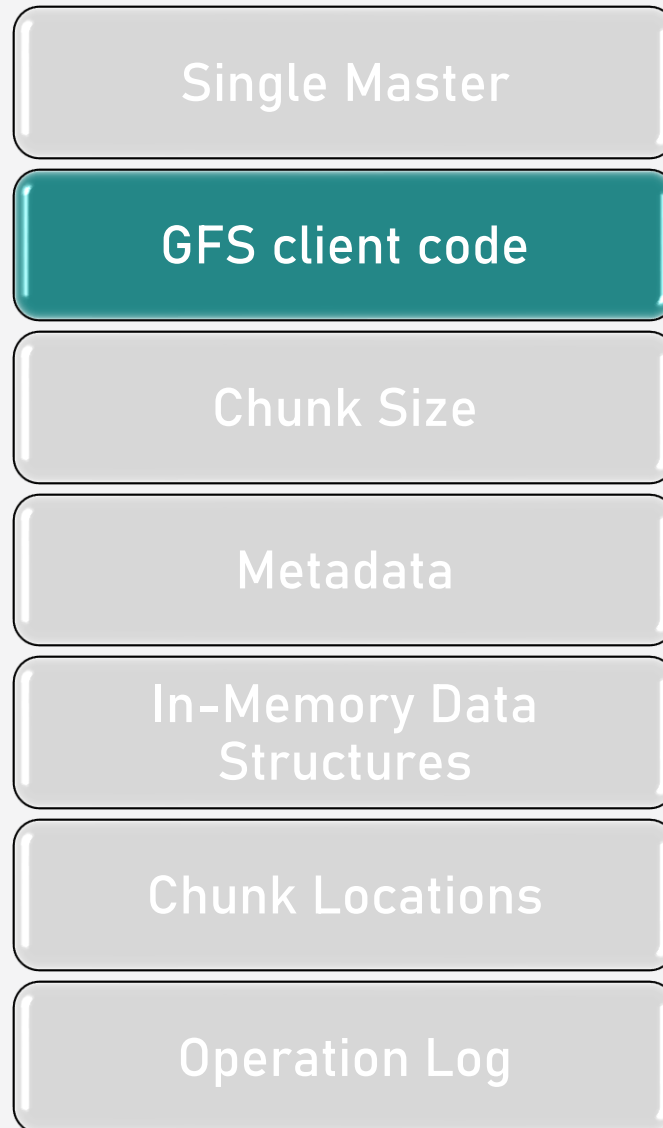 Single Master
GFS client code
Chunk Size
Metadata
In-Memory Data
Structures
Chunk Locations
Operation Log